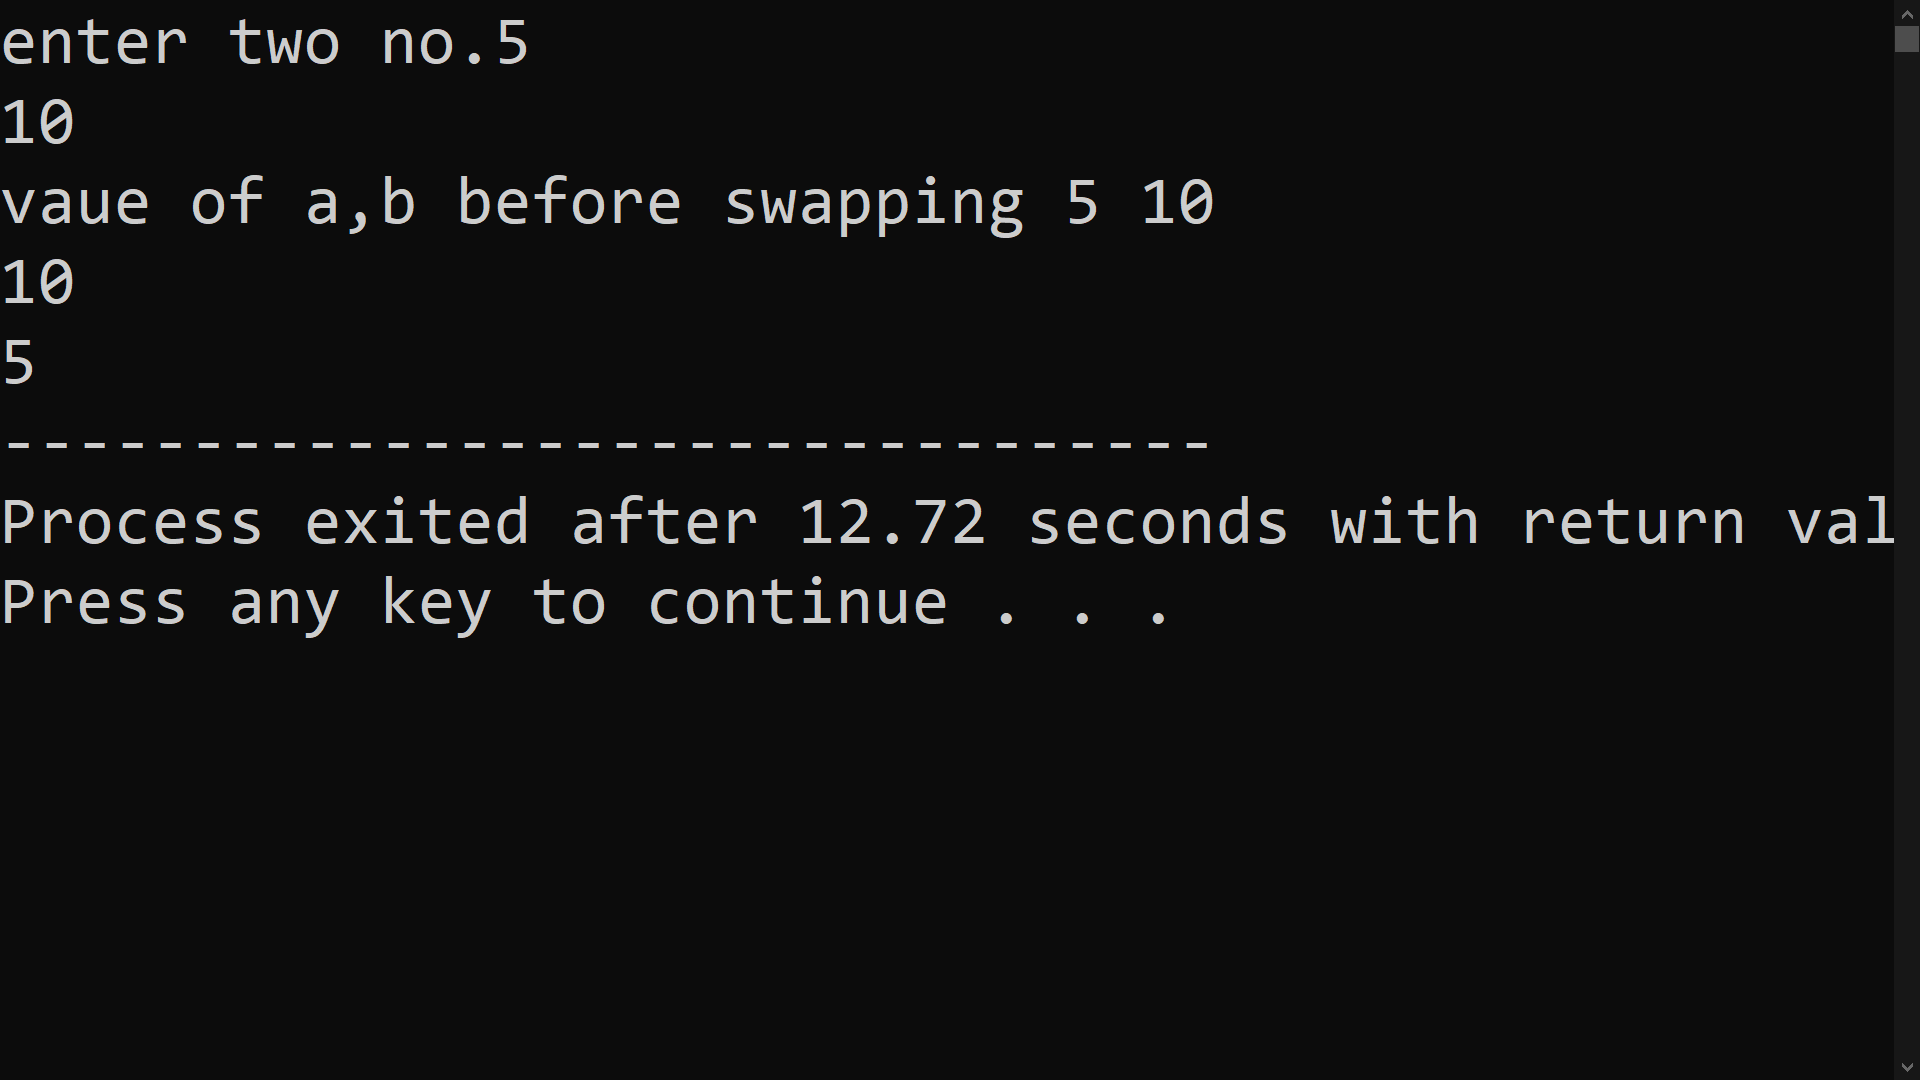 enter two no.5
10
vaue of a,b before swapping 5 10
10
5
--------------------------------
Process exited after 12.72 seconds with return val
Press any key to continue . . .